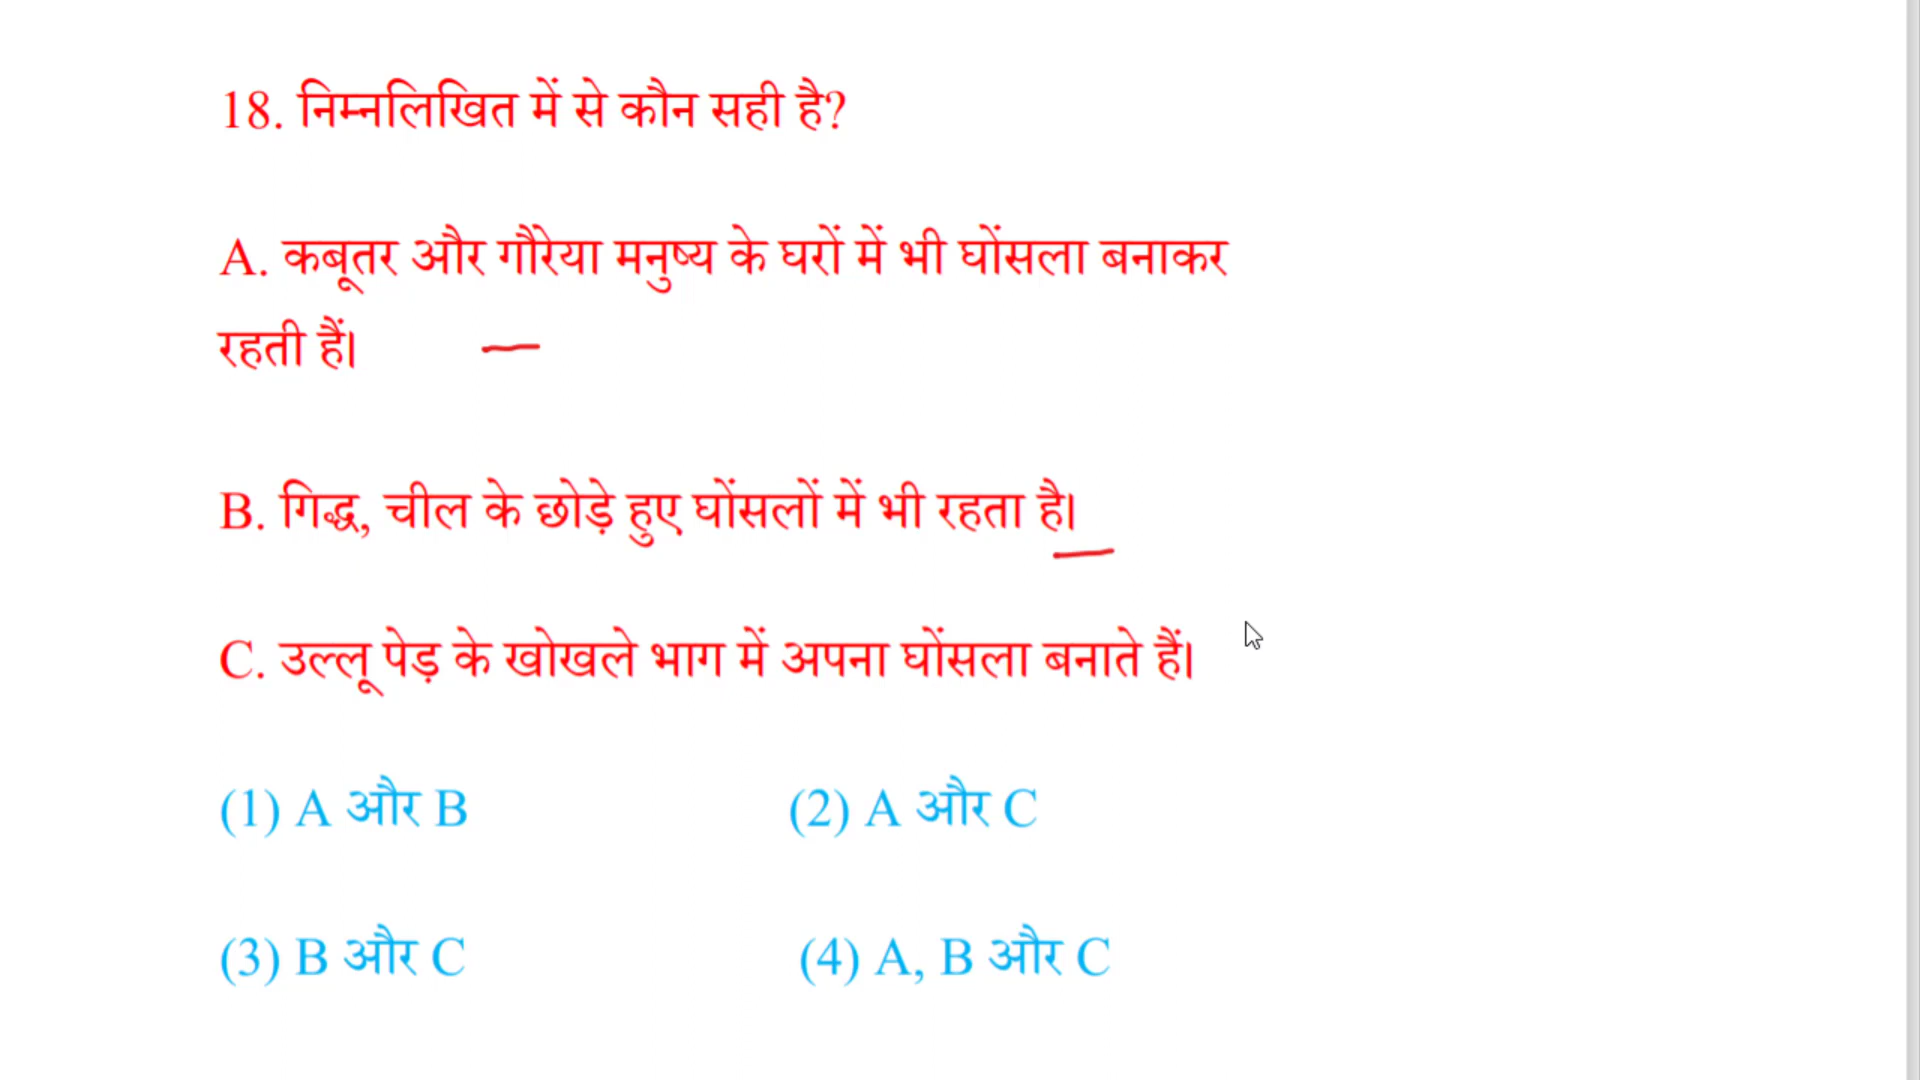 18. निम्नलिखित में से कौन सही है?
A. कबूतर और गौरेया मनुष्य के घरों में भी घोंसला बनाकर
रहती हैं।
B. गिद्ध, चील के छोड़े हुए घोंसलों में भी रहता है।
C. उल्लू पेड़ के खोखले भाग में अपना घोंसला बनाते हैं।
(1) A और B (2) A और C
(3) B और C (4) A, B और C